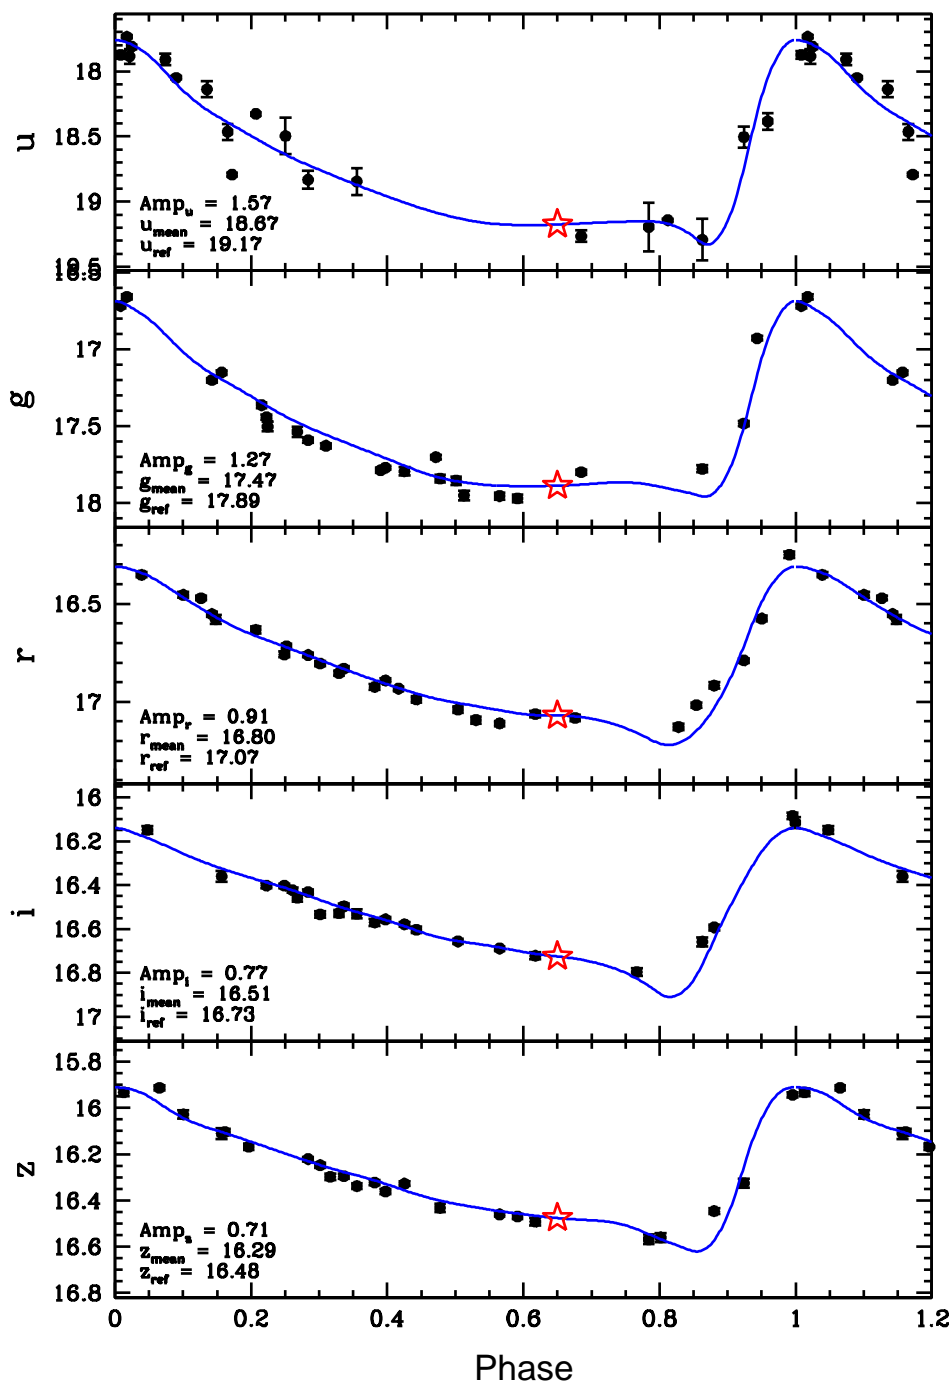 18
18.5
19
19.5
u
Amp_u = 1.57
u_mean = 18.67
u_ref = 19.17
16.5
17
17.5
18
g
Amp_g = 1.27
g_mean = 17.47
g_ref = 17.89
16.5
17
r
Amp_r = 0.91
r_mean = 16.80
r_ref = 17.07
16
16.2
16.4
16.6
16.8
17
i
Amp_i = 0.77
i_mean = 16.51
i_ref = 16.73
15.8
16
16.2
16.4
16.6
16.8
z
Amp_z = 0.71
z_mean = 16.29
z_ref = 16.48
0 0.2 0.4 0.6 0.8 1 1.2
Phase